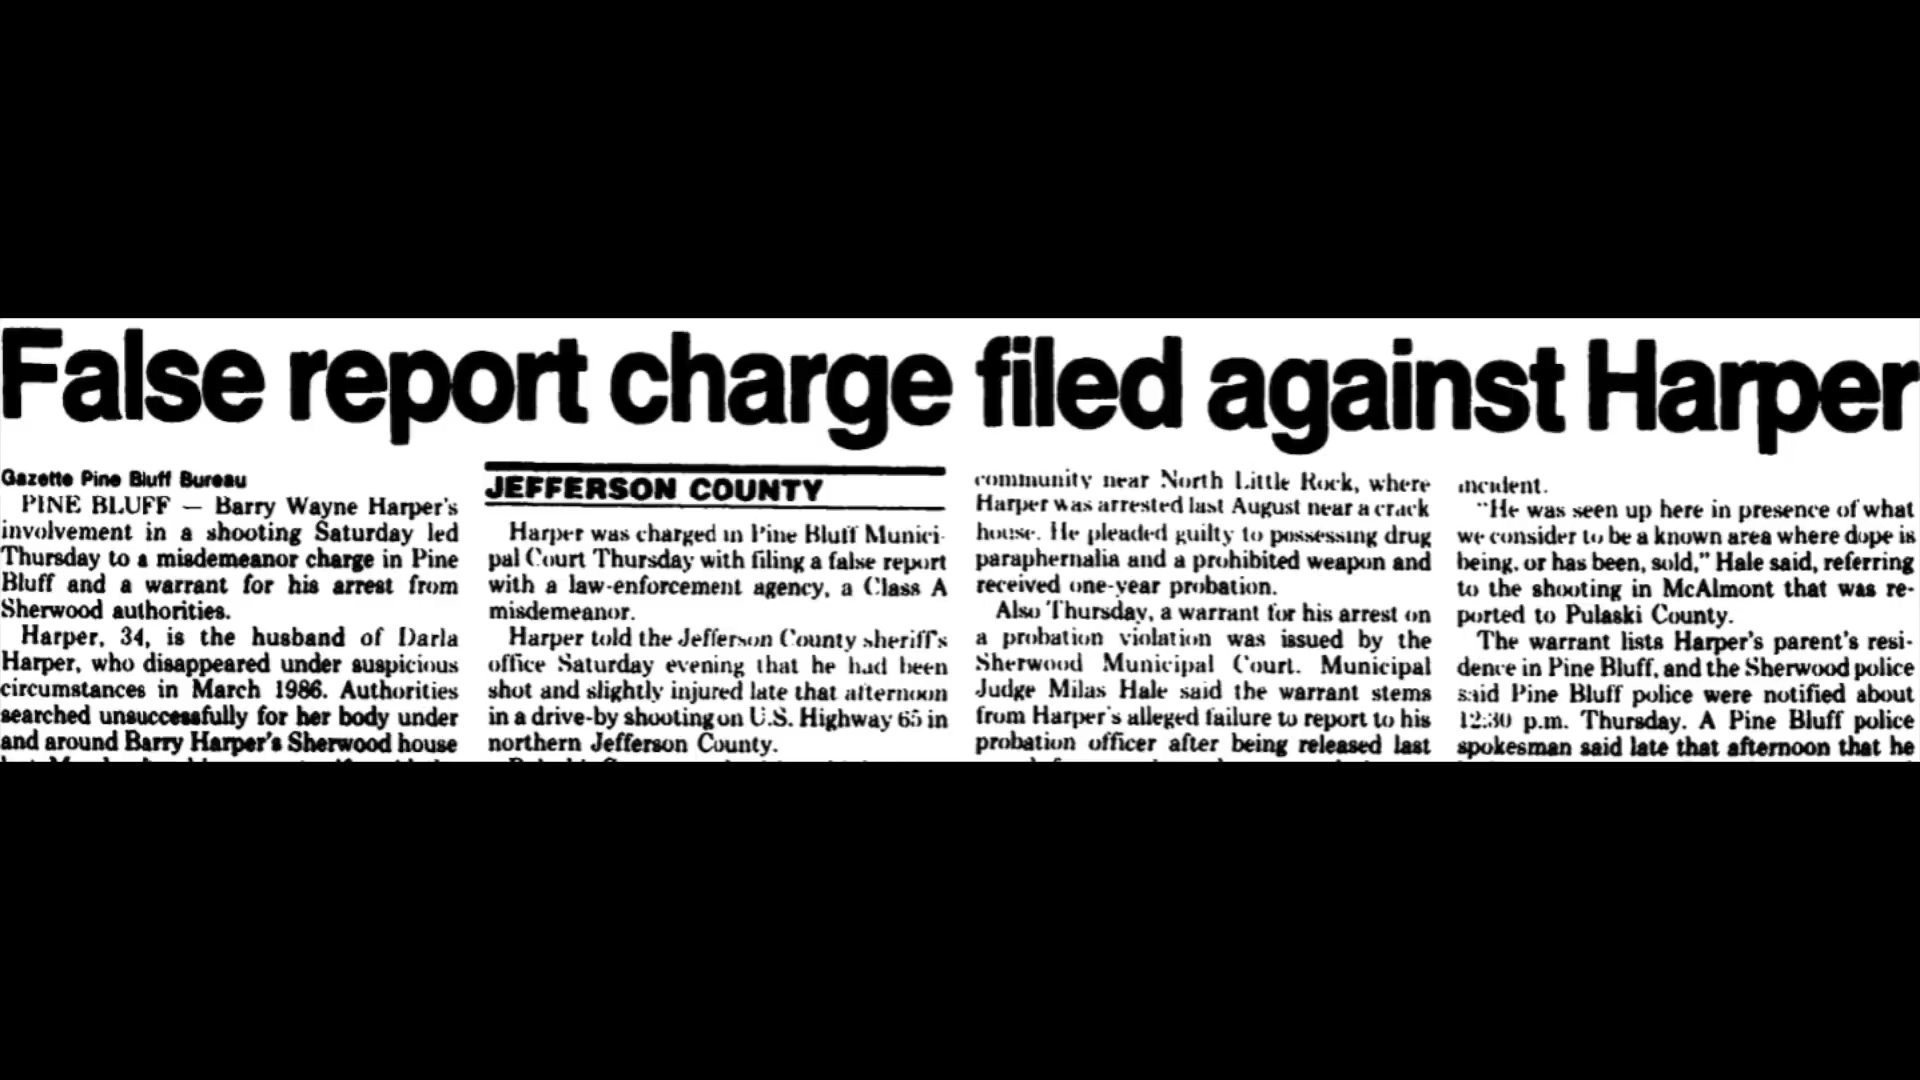 False report charge filed against Harper
Gazette Pine Bluff Bureau
PINE BLUFF — Barry Wayne Harper's
involvement in a shooting Saturday led
Thursday to a misdemeanor charge in Pine
Bluff and a warrant for his arrest from
Sherwood authorities.
Harper, 34, is the husband of Darla
Harper, who disappeared under suspicious
circumstances in March 1986. Authorities
searched unsuccessfully for her body under
and around Barry Harper's Sherwood house
JEFFERSON COUNTY
Harper was charged in Pine Bluff Munici-
pal Court Thursday with filing a false report
with a law-enforcement agency, a Class A
misdemeanor.
Harper told the Jefferson County sheriff's
office Saturday evening that he had been
shot and slightly injured late that afternoon
in a drive-by shooting on U.S. Highway 65 in
northern Jefferson County.
community near North Little Rock, where
Harper was arrested last August near a crack
house. He pleaded guilty to possessing drug
paraphernalia and a prohibited weapon and
received one-year probation.
Also Thursday, a warrant for his arrest on
a probation violation was issued by the
Sherwood Municipal Court. Municipal
Judge Milas Hale said the warrant stems
from Harper's alleged failure to report to his
probation officer after being released last
incident.
"He was seen up here in presence of what
we consider to be a known area where dope is
being, or has been, sold," Hale said, referring
to the shooting in McAlmont that was re-
ported to Pulaski County.
The warrant lists Harper's parent's resi-
dence in Pine Bluff, and the Sherwood police
said Pine Bluff police were notified about
12:30 p.m. Thursday. A Pine Bluff police
spokesman said late that afternoon that he